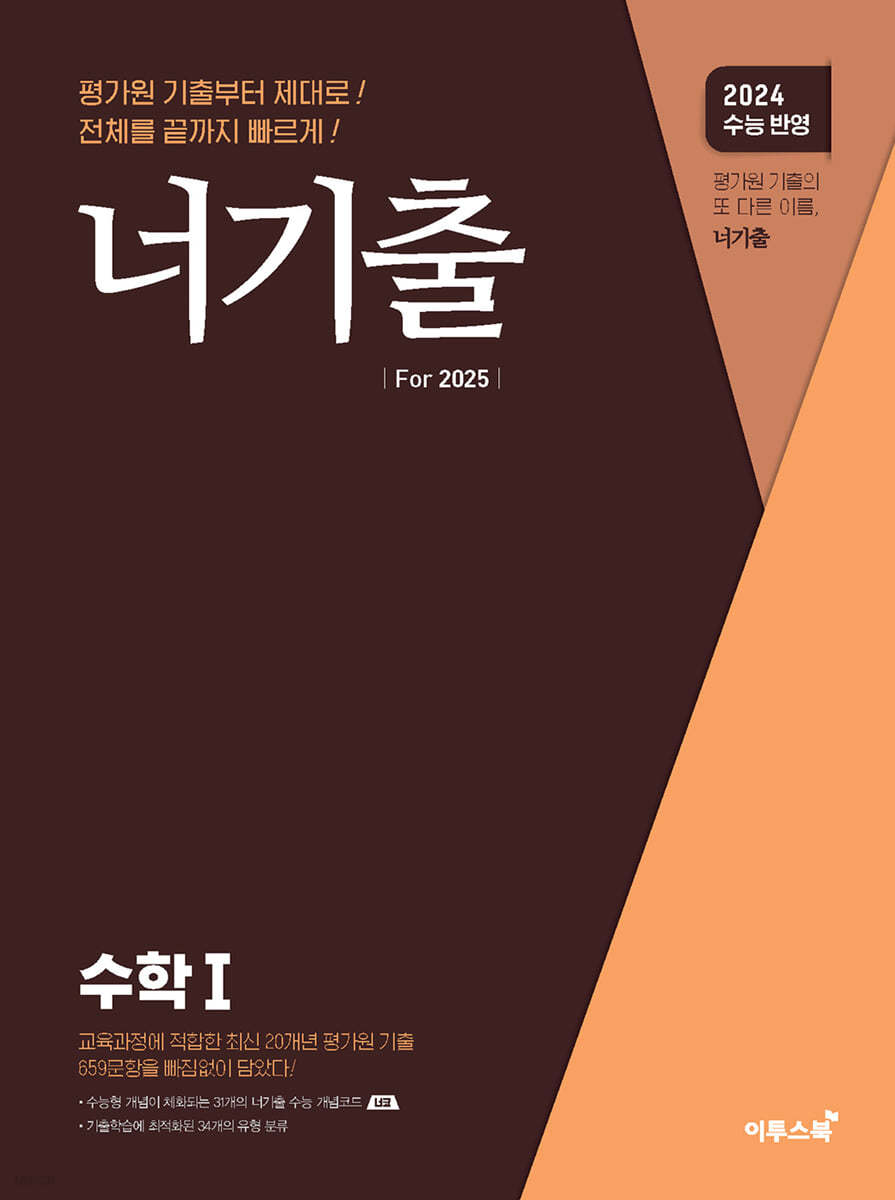 평가원 기출부터 제대로!
전체를 끝까지 빠르게!
너기출
For 2025
2024
수능 반영
평가원 기출의
또 다른 이름,
너기출
수학 I
교육과정에 적합한 최신 20개년 평가원 기출
659문항을 빠짐없이 담았다!
• 수능형 개념이 체화되는 31개의 너기출 수능 개념코드 너코
• 기출학습에 최적화된 34개의 유형 분류
이투스북